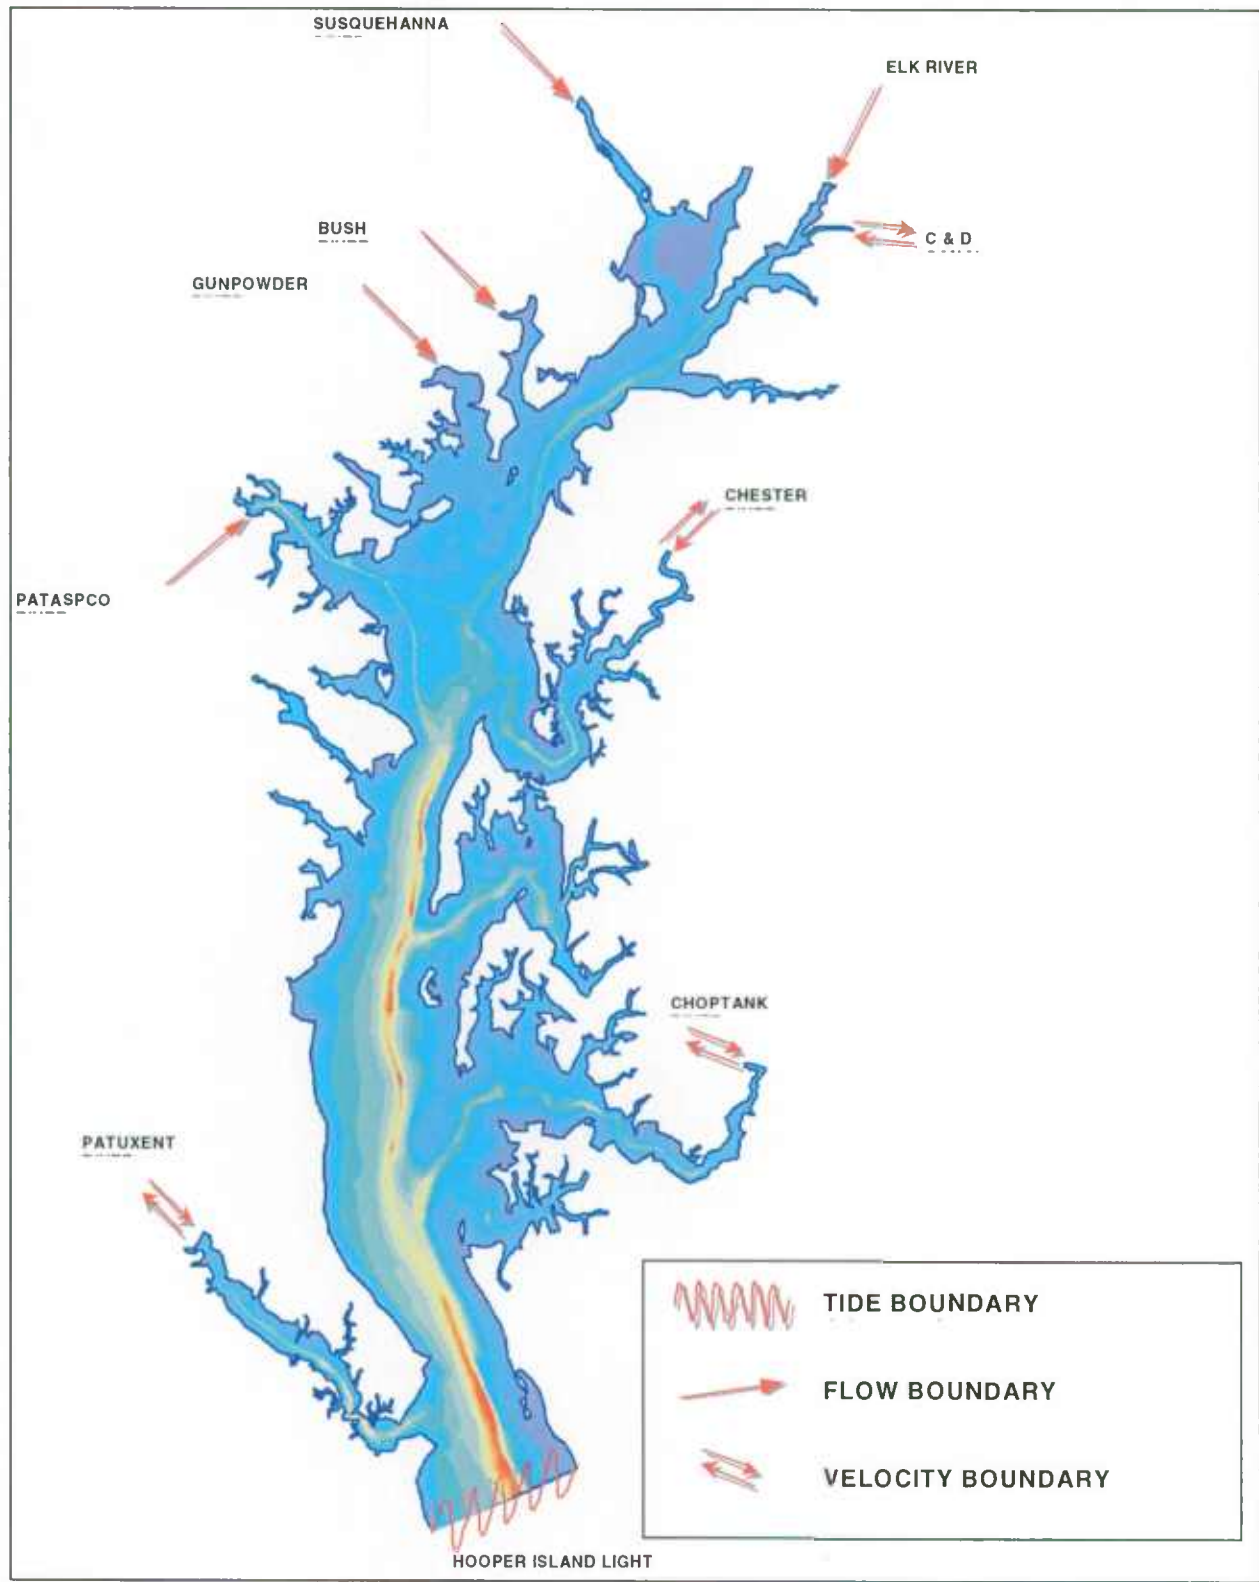 SUSQUEHANNA
ELK RIVER
BUSH
C & D
GUNPOWDER
CHESTER
PATASPCO
CHOPTANK
PATUXENT
TIDE BOUNDARY
FLOW BOUNDARY
VELOCITY BOUNDARY
HOOPER ISLAND LIGHT